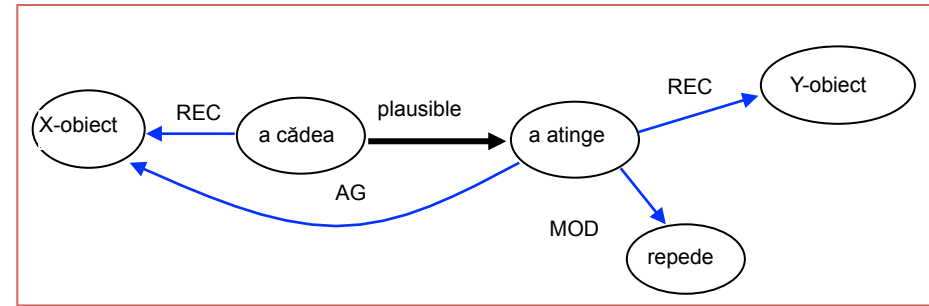 X-obiect
REC
a cădea
plausible
a atinge
REC
Y-obiect
AG
MOD
repede